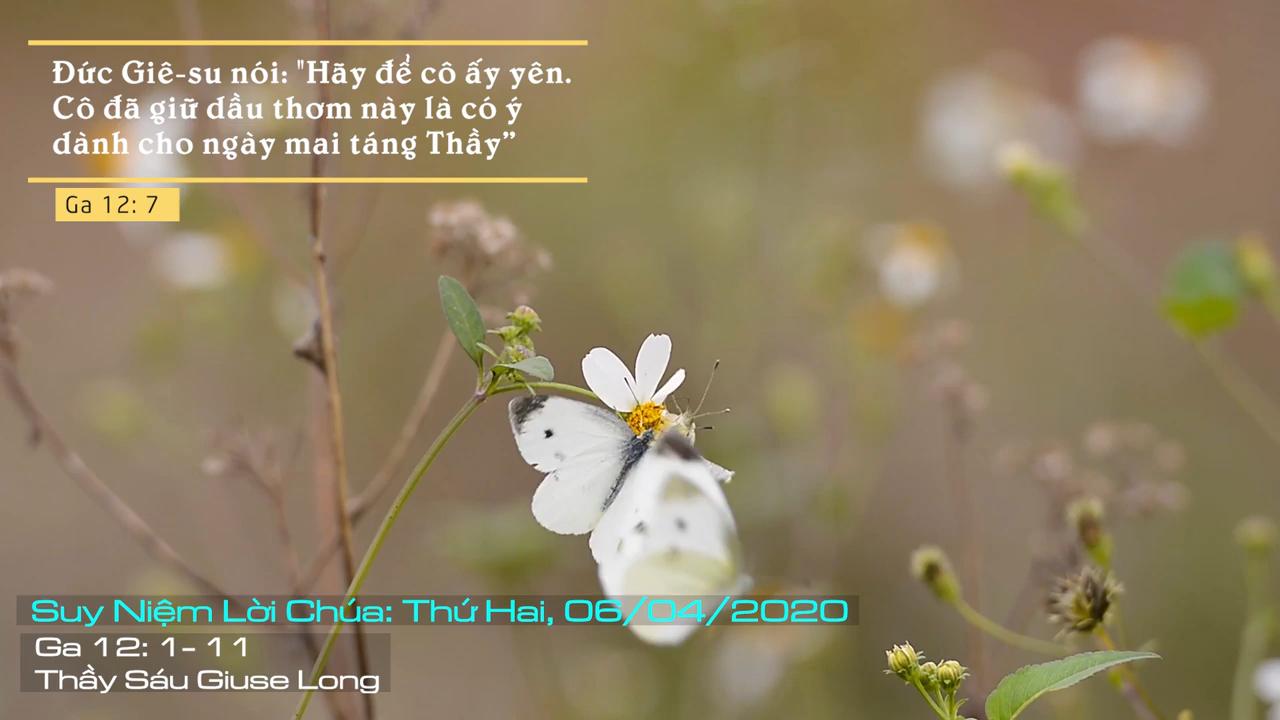 Đức Giê-su nói: "Hãy để cô ấy yên.
Cô đã giữ dầu thơm này là có ý
dành cho ngày mai táng Thầy”
Ga 12: 7
Suy Niệm Lời Chúa: Thứ Hai, 06/04/2020
Ga 12: 1- 11
Thầy Sáu Giuse Long